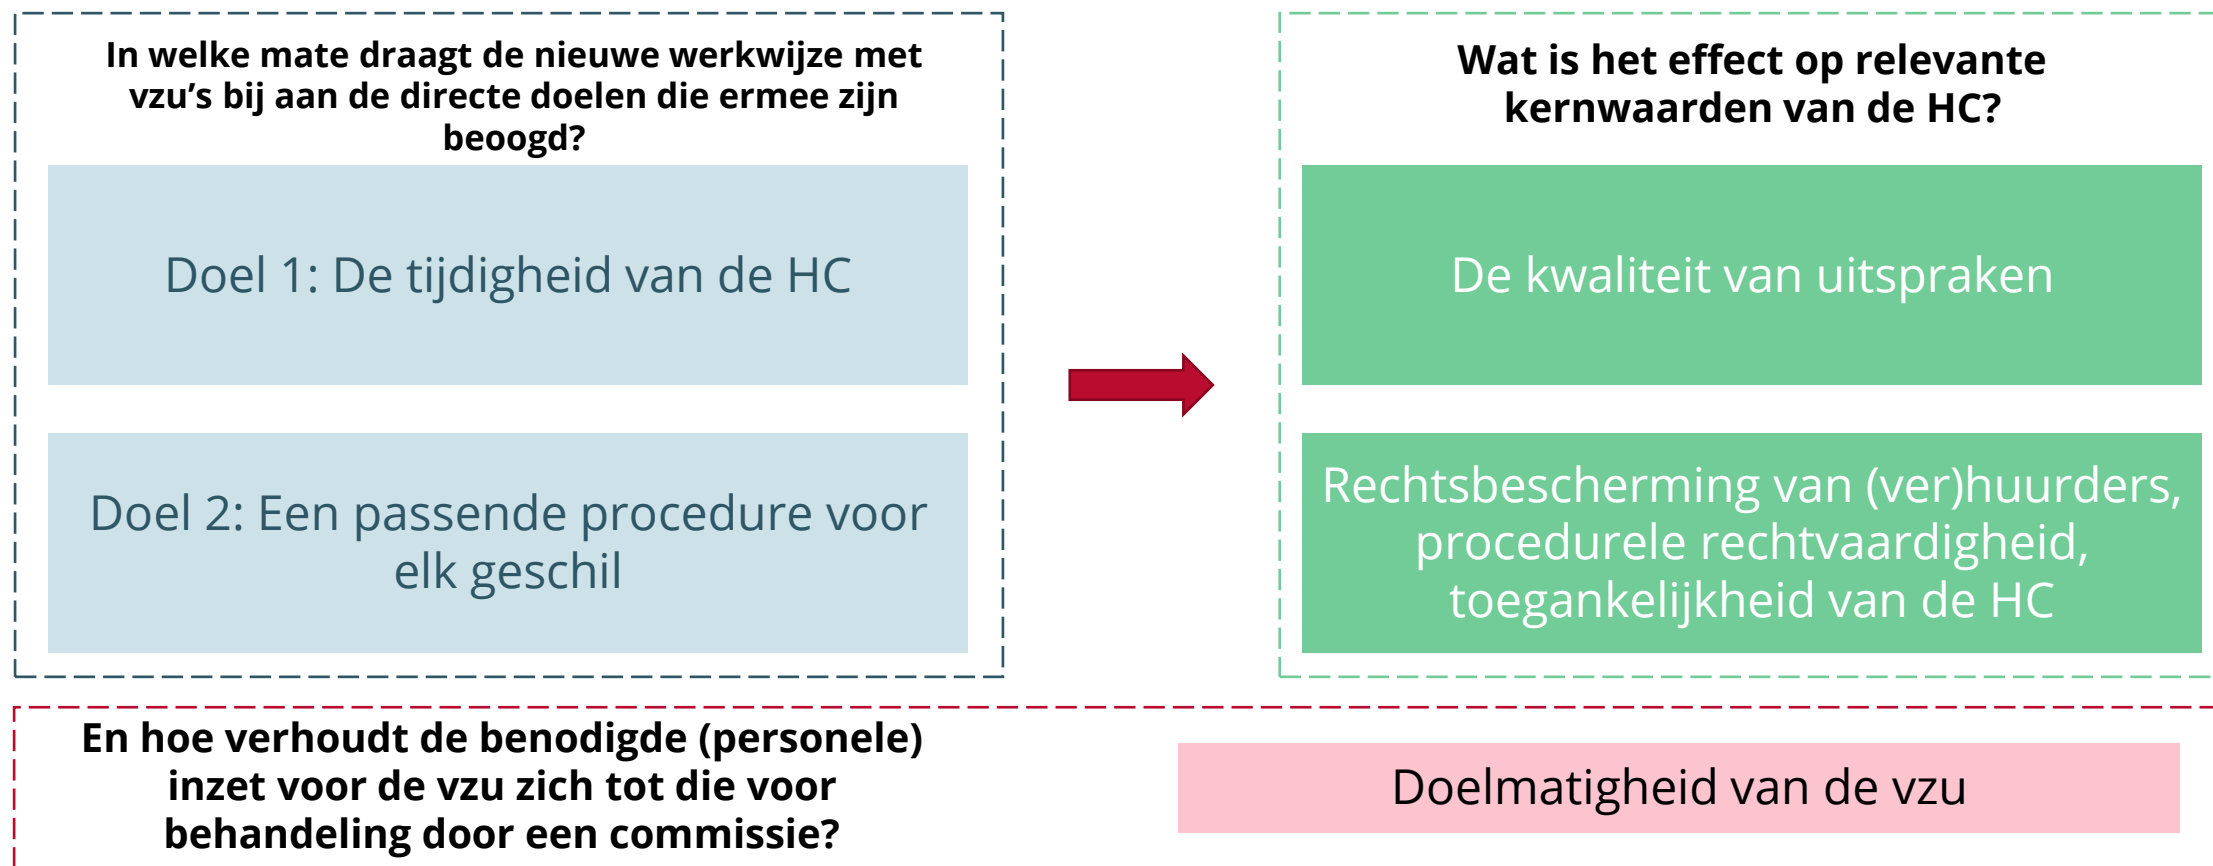 In welke mate draagt de nieuwe werkwijze met
vzu’s bij aan de directe doelen die ermee zijn
beoogd?
Doel 1: De tijdigheid van de HC
Doel 2: Een passende procedure voor
elk geschil
Wat is het effect op relevante
kernwaarden van de HC?
De kwaliteit van uitspraken
Rechtsbescherming van (ver)huurders,
procedurele rechtvaardigheid,
toegankelijkheid van de HC
En hoe verhoudt de benodigde (personele)
inzet voor de vzu zich tot die voor
behandeling door een commissie?
Doelmatigheid van de vzu